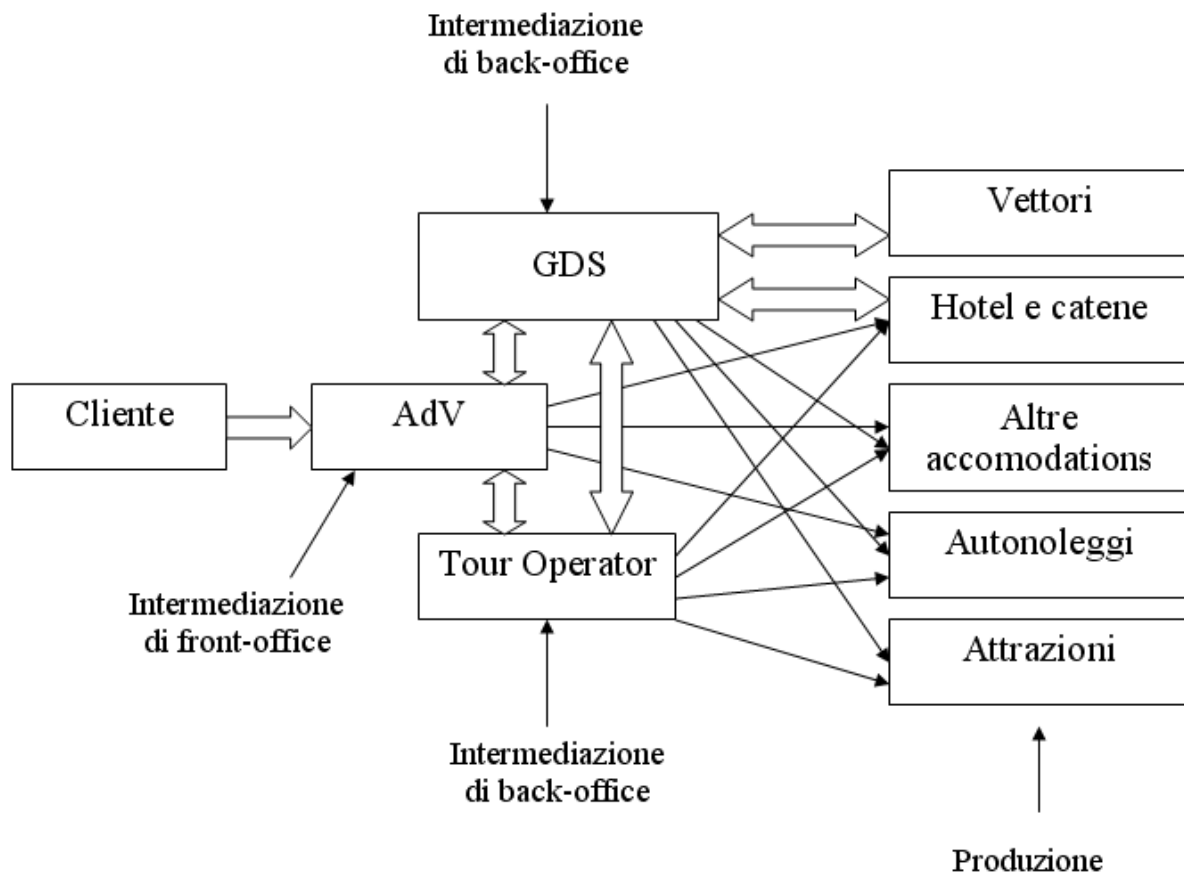 Intermediazione
di back-office
Vettori
GDS
Hotel e catene
Cliente
AdV
Altre
accomodations
Tour Operator
Autonoleggi
Intermediazione
di front-office
Attrazioni
Intermediazione
di back-office
Produzione